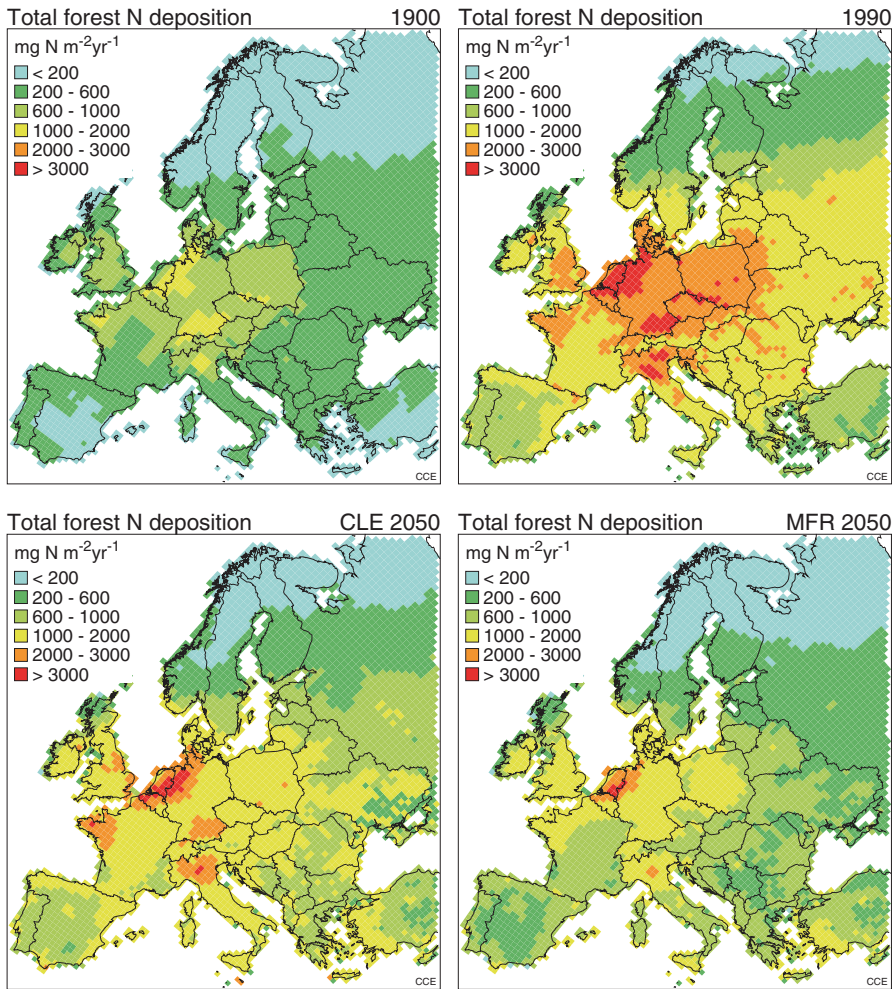 Total forest N deposition 1900
mg N m⁻²yr⁻¹
< 200
200 - 600
600 - 1000
1000 - 2000
2000 - 3000
> 3000
CCE
Total forest N deposition 1990
mg N m⁻²yr⁻¹
< 200
200 - 600
600 - 1000
1000 - 2000
2000 - 3000
> 3000
CCE
Total forest N deposition CLE 2050
mg N m⁻²yr⁻¹
< 200
200 - 600
600 - 1000
1000 - 2000
2000 - 3000
> 3000
CCE
Total forest N deposition MFR 2050
mg N m⁻²yr⁻¹
< 200
200 - 600
600 - 1000
1000 - 2000
2000 - 3000
> 3000
CCE